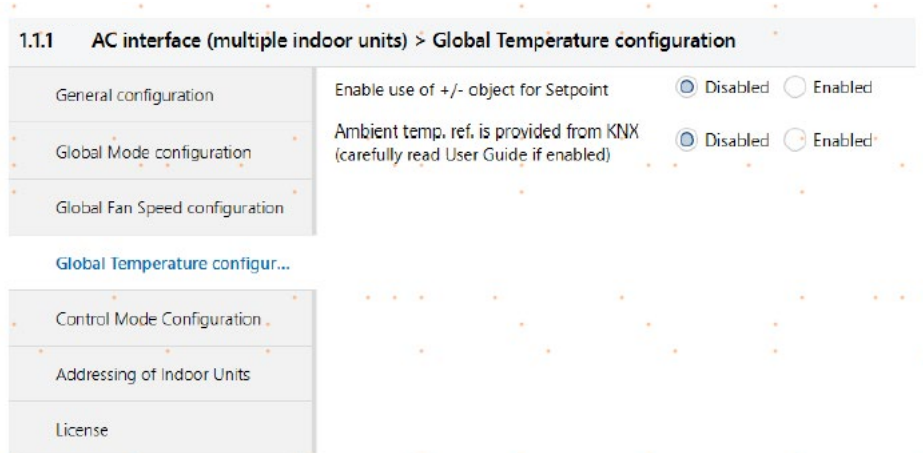 1.1.1 AC interface (multiple indoor units) > Global Temperature configuration
General configuration
Enable use of +/- object for Setpoint Disabled Enabled
Global Mode configuration
Ambient temp. ref. is provided from KNX
(carefully read User Guide if enabled) Disabled Enabled
Global Fan Speed configuration
Global Temperature configur...
Control Mode Configuration
Addressing of Indoor Units
License